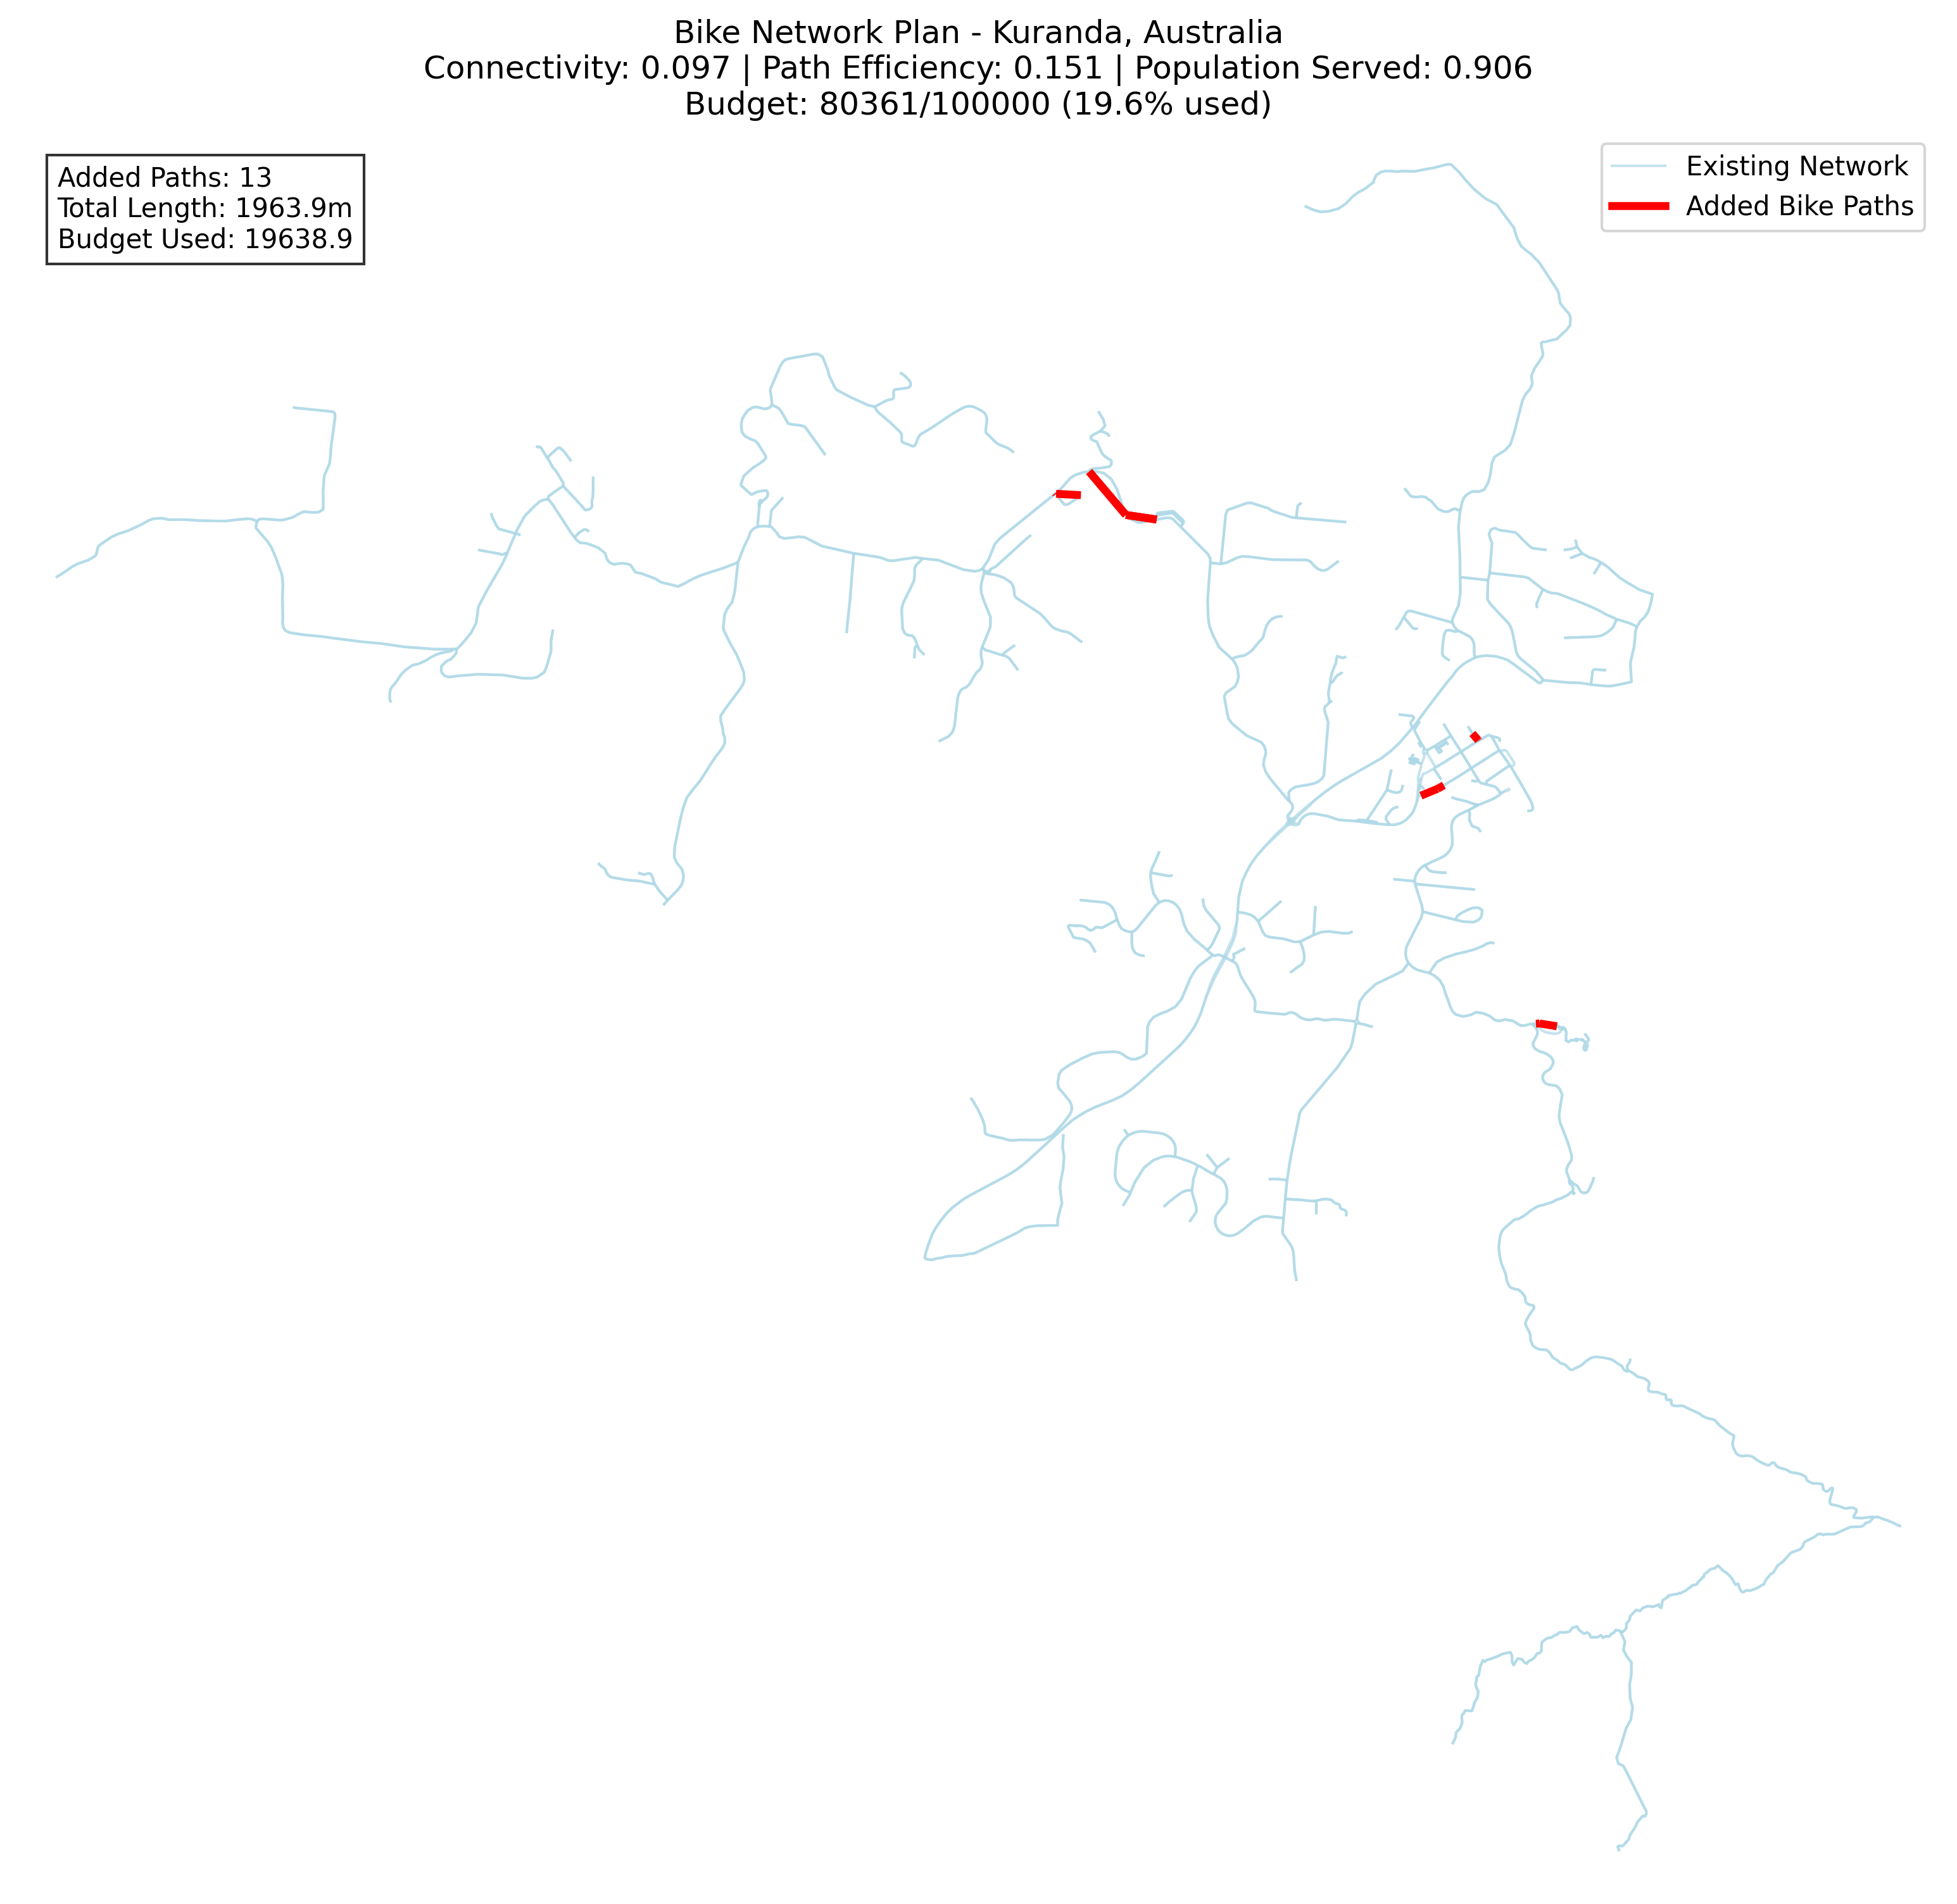 Bike Network Plan - Kuranda, Australia
Connectivity: 0.097 | Path Efficiency: 0.151 | Population Served: 0.906
Budget: 80361/100000 (19.6% used)
Added Paths: 13
Total Length: 1963.9m
Budget Used: 19638.9
Existing Network
Added Bike Paths